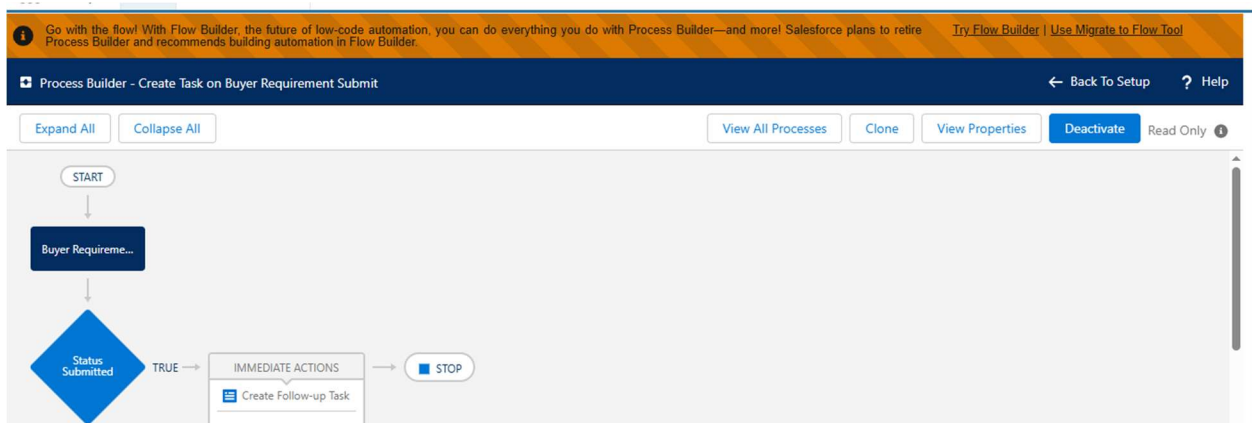 Go with the flow! With Flow Builder, the future of low-code automation, you can do everything you do with Process Builder—and more! Salesforce plans to retire
Process Builder and recommends building automation in Flow Builder.
Try Flow Builder | Use Migrate to Flow Tool
Process Builder - Create Task on Buyer Requirement Submit
Back To Setup
? Help
Expand All
Collapse All
View All Processes
Clone
View Properties
Deactivate
Read Only
START
Buyer Requireme...
Status
Submitted
TRUE
IMMEDIATE ACTIONS
STOP
Create Follow-up Task